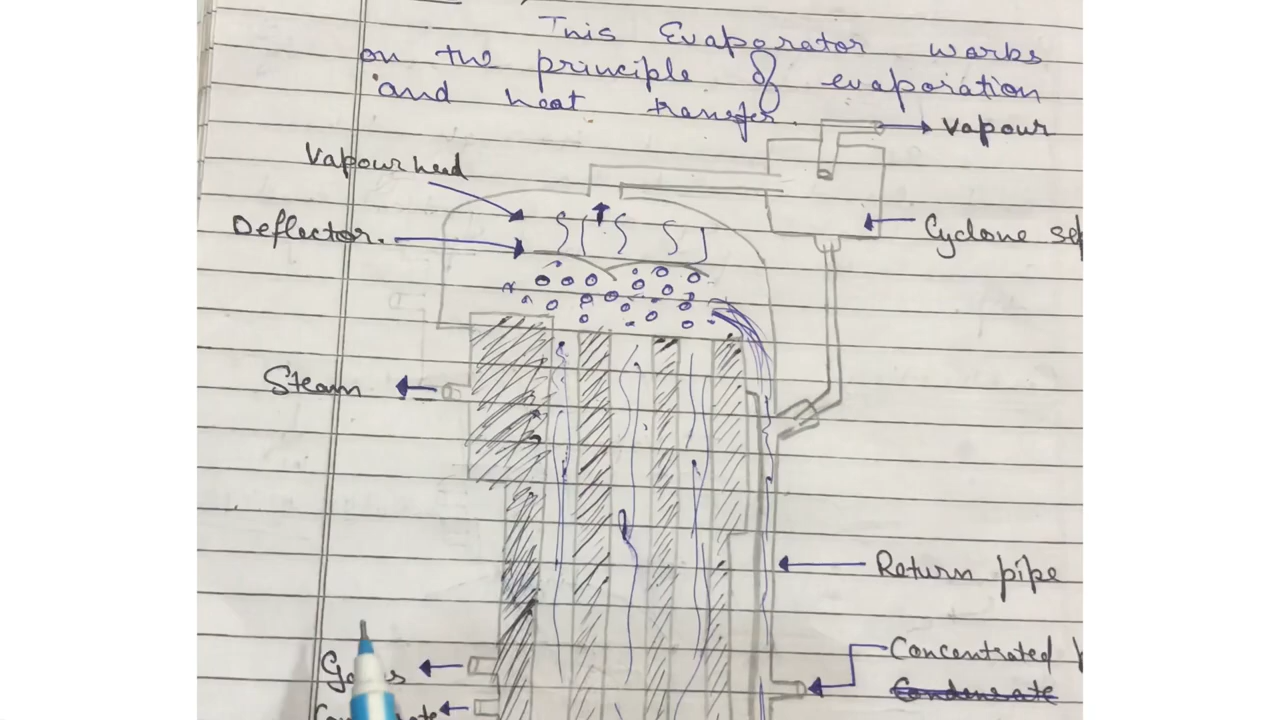 This Evaporator works
on the principle of evaporation
and heat transfer.
Vapour
Vapour head
Deflector.
Cyclone se
Steam
Return pipe
Concentrated
Condensate